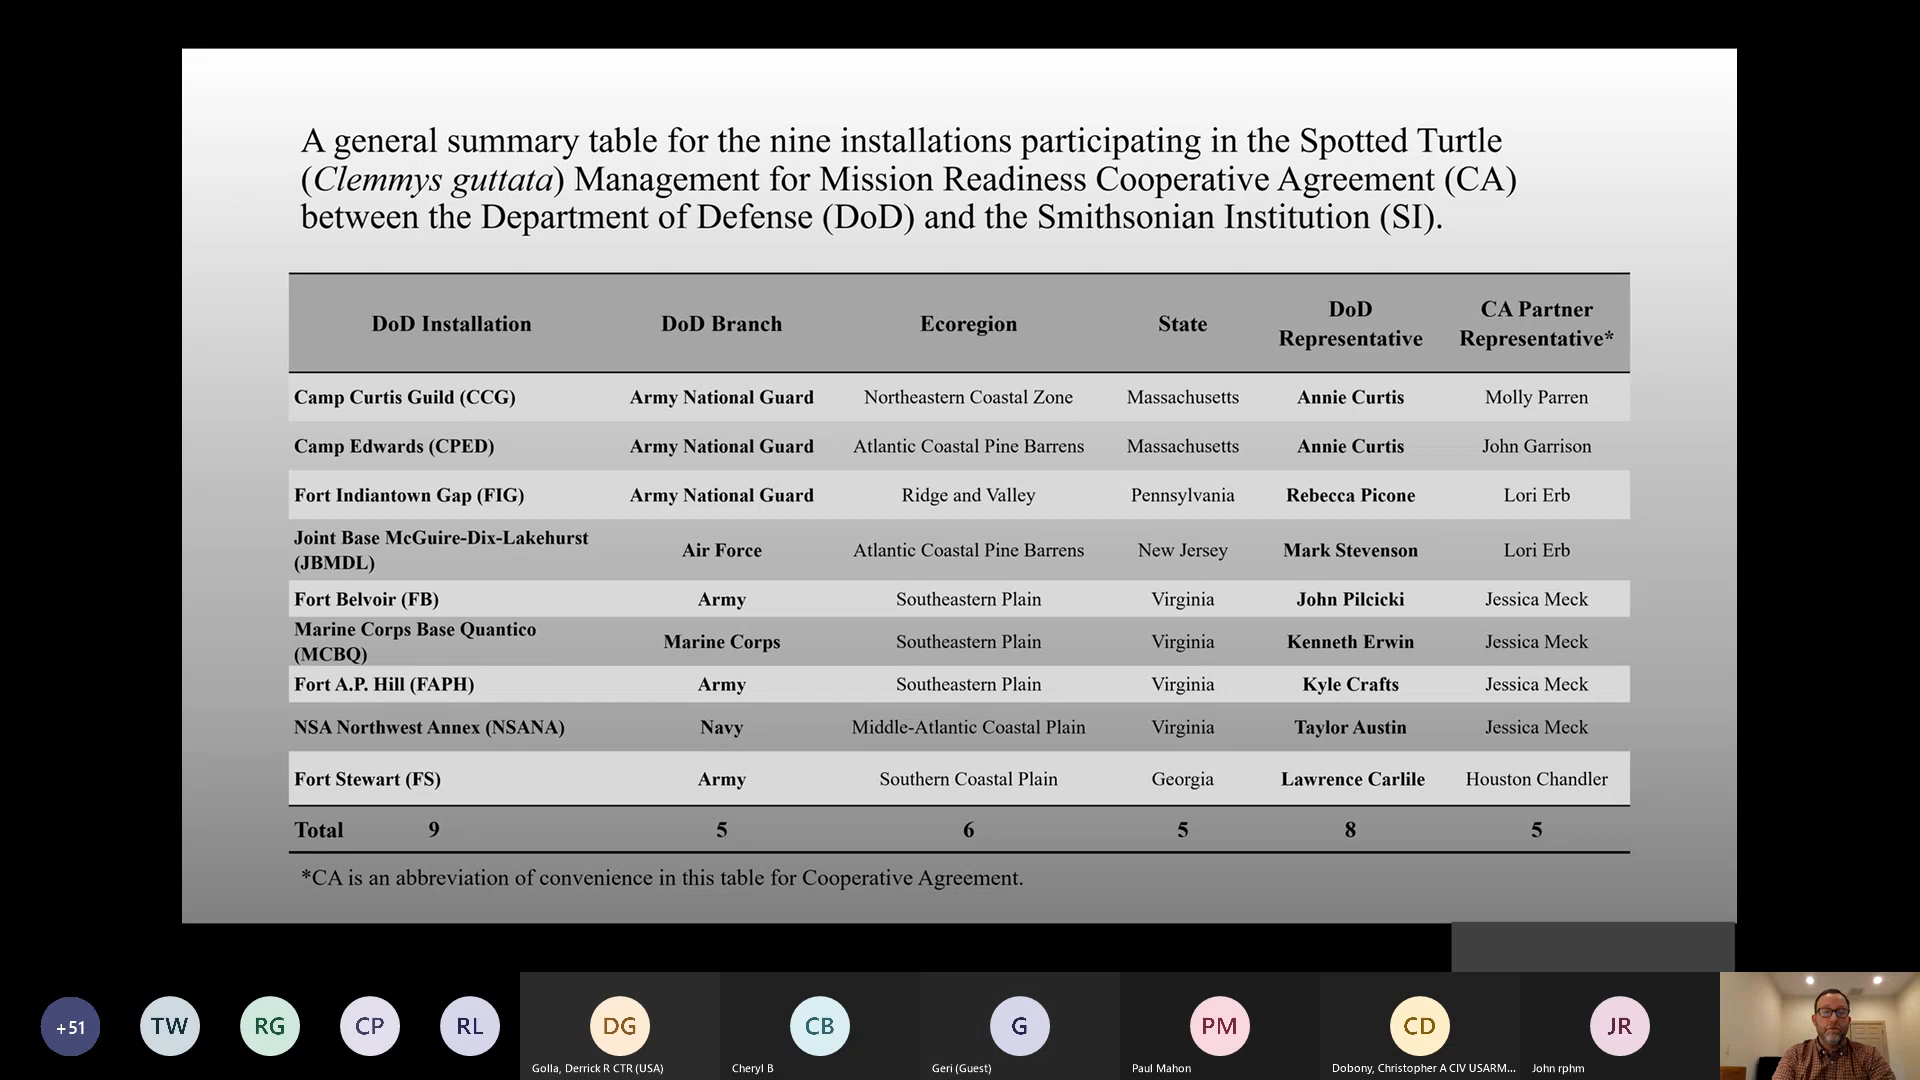 A general summary table for the nine installations participating in the Spotted Turtle
(Clemmys guttata) Management for Mission Readiness Cooperative Agreement (CA)
between the Department of Defense (DoD) and the Smithsonian Institution (SI).
DoD Installation DoD Branch Ecoregion State DoD Representative CA Partner Representative*
Camp Curtis Guild (CCG) Army National Guard Northeastern Coastal Zone Massachusetts Annie Curtis Molly Parren
Camp Edwards (CPED) Army National Guard Atlantic Coastal Pine Barrens Massachusetts Annie Curtis John Garrison
Fort Indiantown Gap (FIG) Army National Guard Ridge and Valley Pennsylvania Rebecca Picone Lori Erb
Joint Base McGuire-Dix-Lakehurst (JBMDL) Air Force Atlantic Coastal Pine Barrens New Jersey Mark Stevenson Lori Erb
Fort Belvoir (FB) Army Southeastern Plain Virginia John Pilcicki Jessica Meck
Marine Corps Base Quantico (MCBQ) Marine Corps Southeastern Plain Virginia Kenneth Erwin Jessica Meck
Fort A.P. Hill (FAPH) Army Southeastern Plain Virginia Kyle Crafts Jessica Meck
NSA Northwest Annex (NSANA) Navy Middle-Atlantic Coastal Plain Virginia Taylor Austin Jessica Meck
Fort Stewart (FS) Army Southern Coastal Plain Georgia Lawrence Carlile Houston Chandler
Total 9 5 6 5 8 5
*CA is an abbreviation of convenience in this table for Cooperative Agreement.
+51 TW RG CP RL DG CB G PM CD JR
Golla, Derrick R CTR (USA) Cheryl B Geri (Guest) Paul Mahon Dobony, Christopher A CIV USARM... John rphm